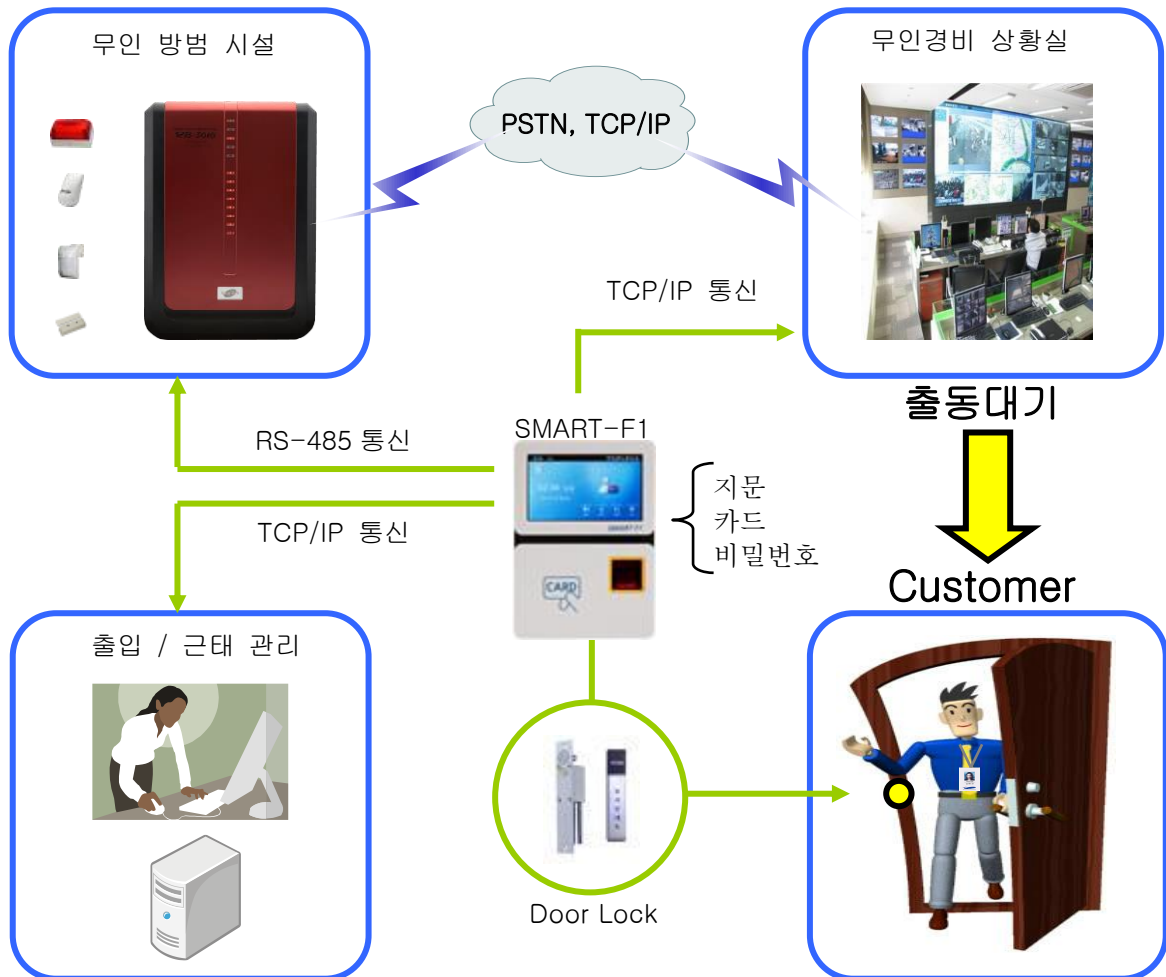 무인 방범 시설
무인경비 상황실
PSTN, TCP/IP
TCP/IP 통신
출동대기
RS-485 통신
SMART-F1
지문
카드
비밀번호
TCP/IP 통신
SMART-F1
CARD
Customer
출입 / 근태 관리
Door Lock